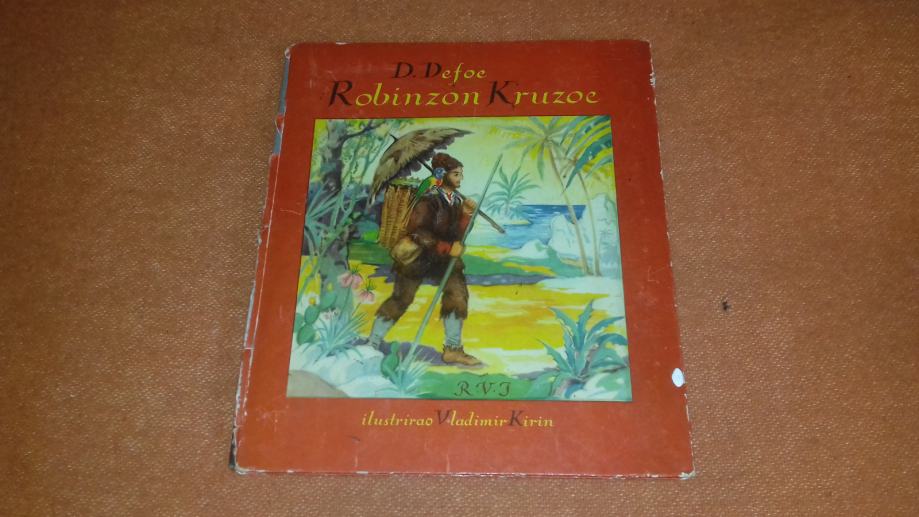 D. Defoe
Robinzon Kruzoe
R. V. J
ilustrirao Vladimir Kirin